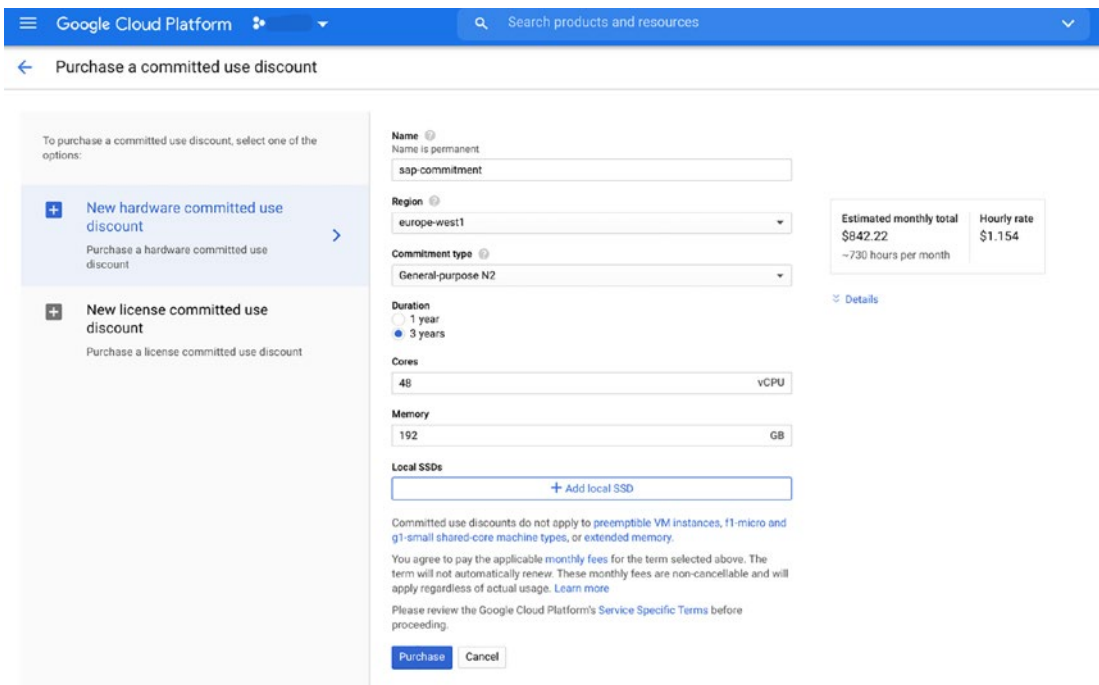 Google Cloud Platform
Search products and resources
Purchase a committed use discount
To purchase a committed use discount, select one of the
options:
New hardware committed use
discount
Purchase a hardware committed use
discount
New license committed use
discount
Purchase a license committed use discount
Name
Name is permanent
sap-commitment
Region
europe-west1
Commitment type
General-purpose N2
Duration
1 year
3 years
Cores
48 vCPU
Memory
192 GB
Local SSDs
+ Add local SSD
Committed use discounts do not apply to preemptible VM instances, f1-micro and
g1-small shared-core machine types, or extended memory.
You agree to pay the applicable monthly fees for the term selected above. The
term will not automatically renew. These monthly fees are non-cancellable and will
apply regardless of actual usage. Learn more
Please review the Google Cloud Platform's Service Specific Terms before
proceeding.
Purchase Cancel
Estimated monthly total Hourly rate
$842.22 $1.154
~730 hours per month
Details